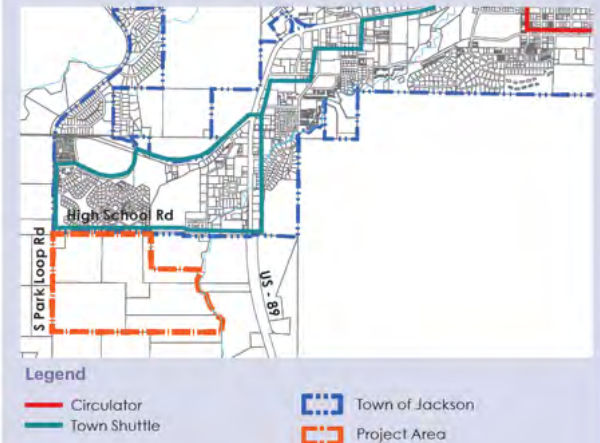 High School Rd
S Park Loop Rd
US - 89
Legend
Circulator
Town Shuttle
Town of Jackson
Project Area